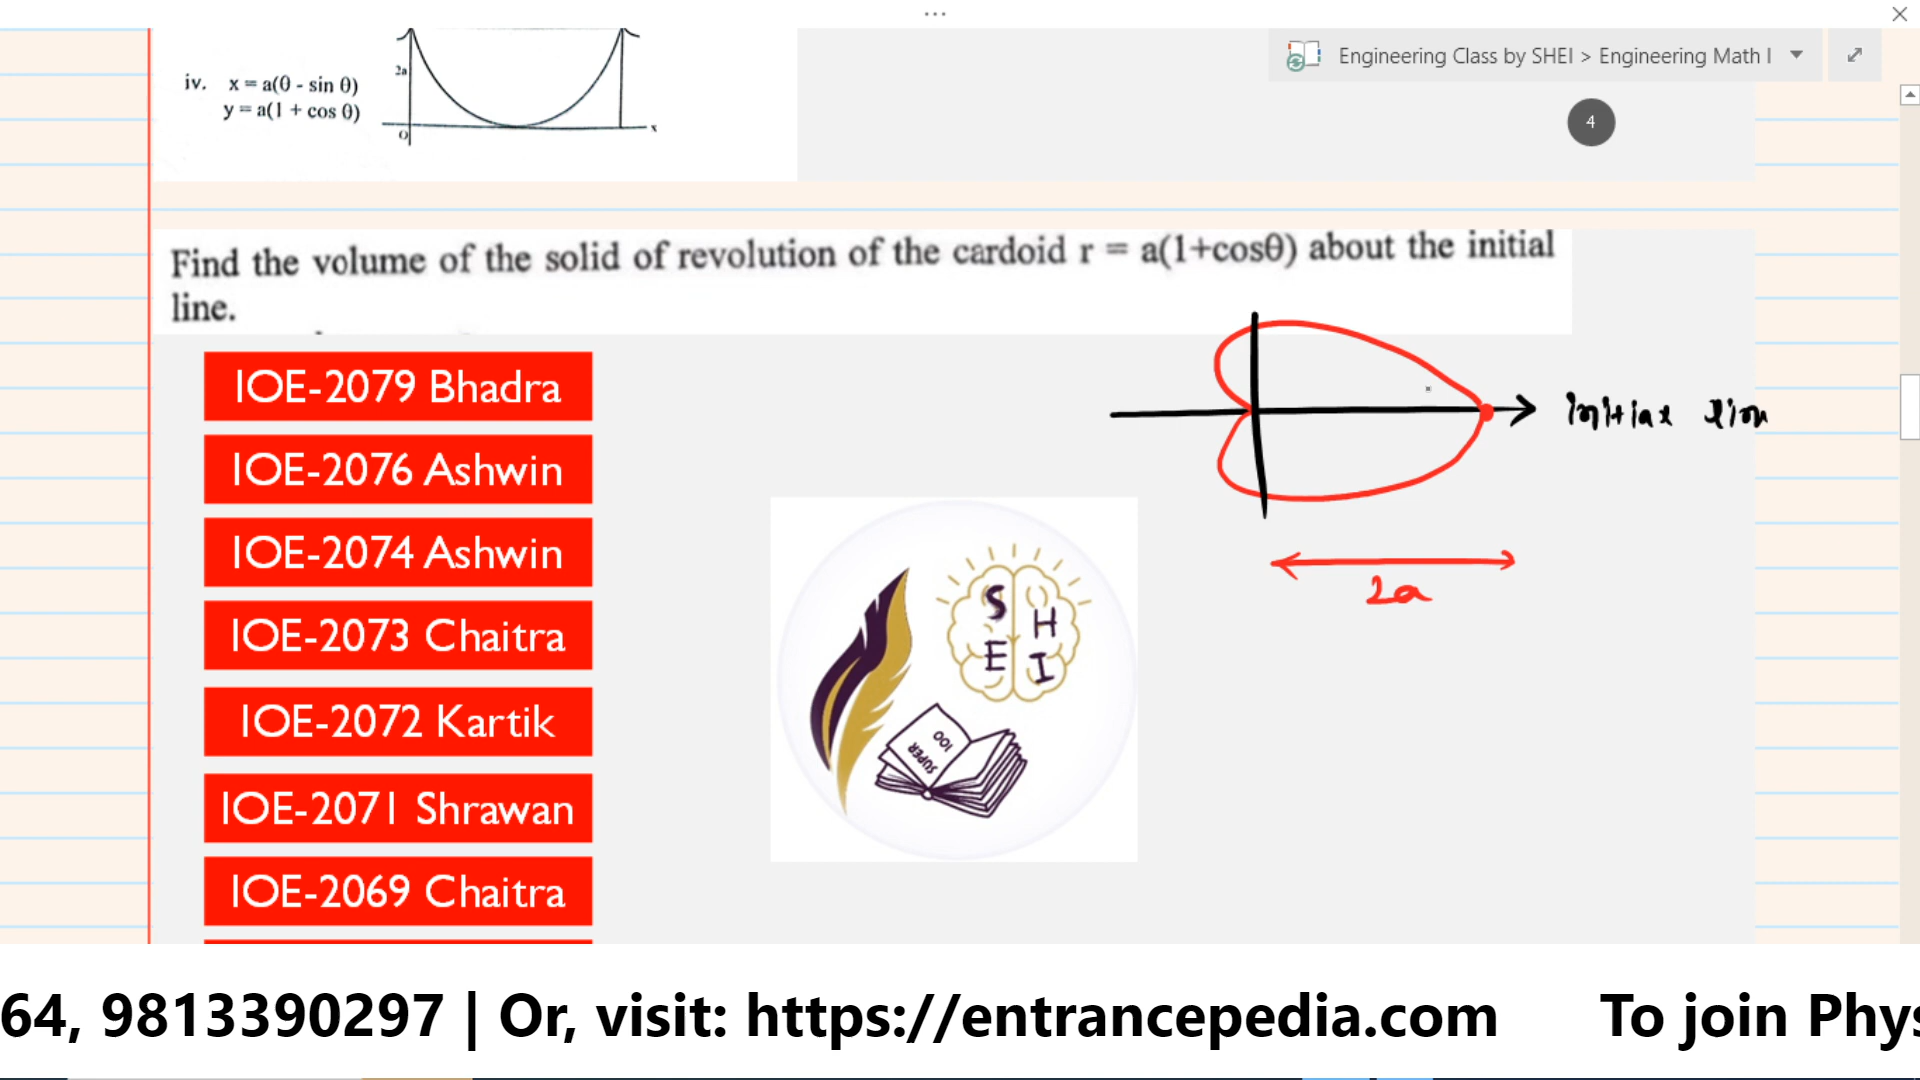 ...
Engineering Class by SHEI > Engineering Math I
4
iv. x = a(θ - sin θ)
y = a(1 + cos θ)
2a
O
x
Find the volume of the solid of revolution of the cardoid r = a(1+cosθ) about the initial
line.
initial line
2a
IOE-2079 Bhadra
IOE-2076 Ashwin
IOE-2074 Ashwin
IOE-2073 Chaitra
IOE-2072 Kartik
IOE-2071 Shrawan
IOE-2069 Chaitra
S H
E I
SUPER
100
64, 9813390297 | Or, visit: https://entrancepedia.com To join Phys